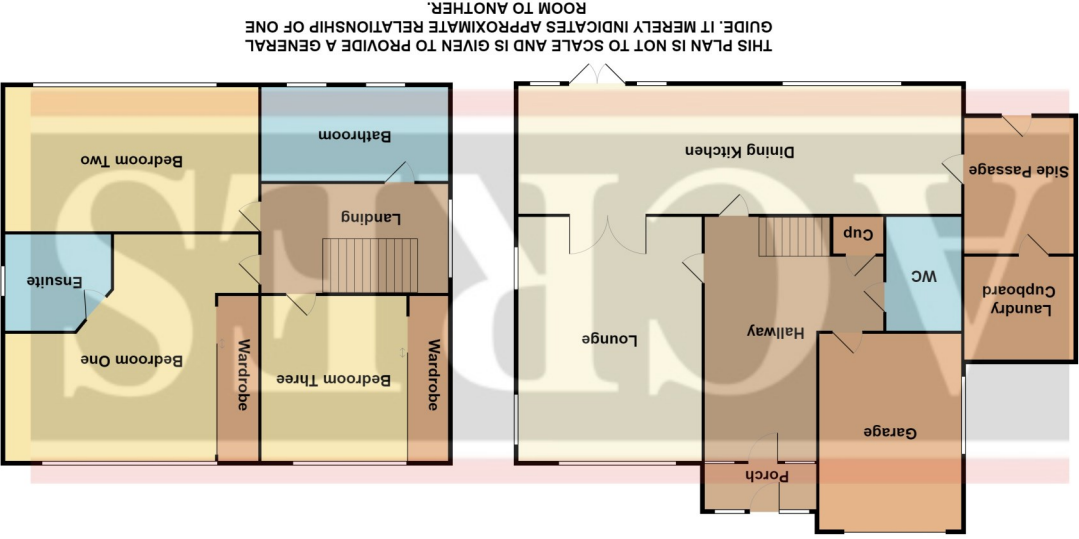 THIS PLAN IS NOT TO SCALE AND IS GIVEN TO PROVIDE A GENERAL
GUIDE. IT MERELY INDICATES APPROXIMATE RELATIONSHIP OF ONE
ROOM TO ANOTHER.
Porch
Garage
Lounge
Hallway
Laundry
Cupboard
WC
Cup
Side Passage
Dining Kitchen
Wardrobe
Bedroom Three
Wardrobe
Bedroom One
Ensuite
Landing
Bathroom
Bedroom Two
ACRES